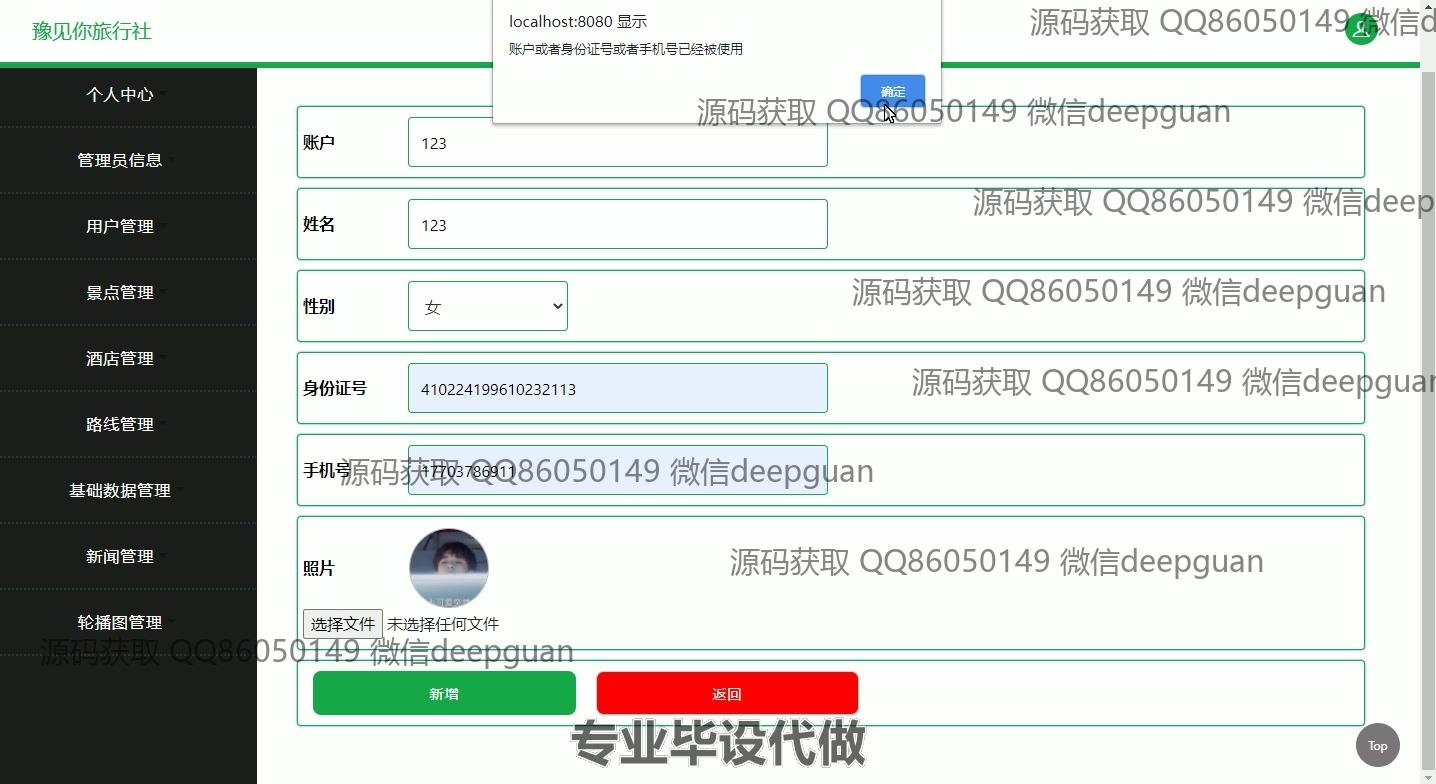 豫见你旅行社
localhost:8080 显示
账户或者身份证号或者手机号已经被使用
确定
源码获取 QQ86050149 微信d
个人中心
管理员信息
用户管理
景点管理
酒店管理
路线管理
基础数据管理
新闻管理
轮播图管理
源码获取 QQ86050149 微信deepguan
账户
123
源码获取 QQ86050149 微信deep
姓名
123
源码获取 QQ86050149 微信deepguan
性别
女
源码获取 QQ86050149 微信deepguan
身份证号
410224199610232113
手机号
17703786911
源码获取 QQ86050149 微信deepguan
照片
源码获取 QQ86050149 微信deepguan
选择文件 未选择任何文件
源码获取 QQ86050149 微信deepguan
新增
返回
专业毕设代做
Top